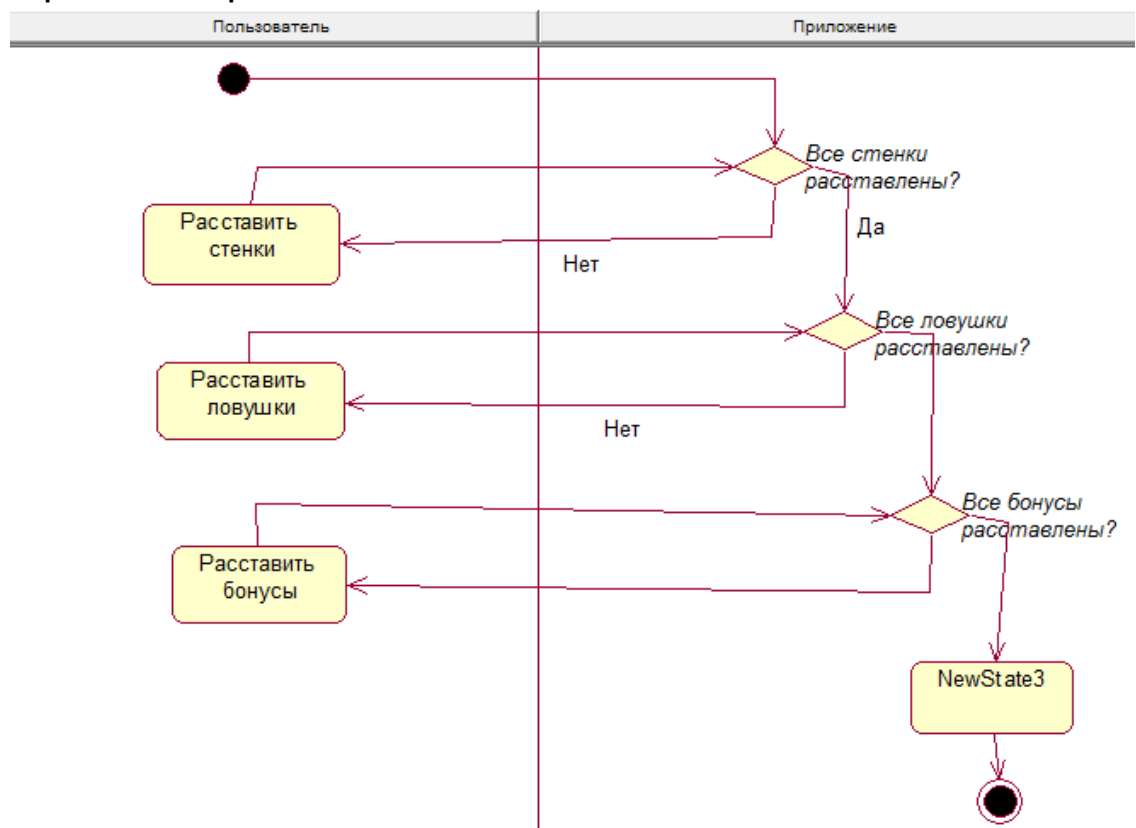 Пользователь
Приложение
Все стенки
расставлены?
Расставить
стенки
Да
Нет
Все ловушки
расставлены?
Расставить
ловушки
Нет
Все бонусы
расставлены?
Расставить
бонусы
NewState3